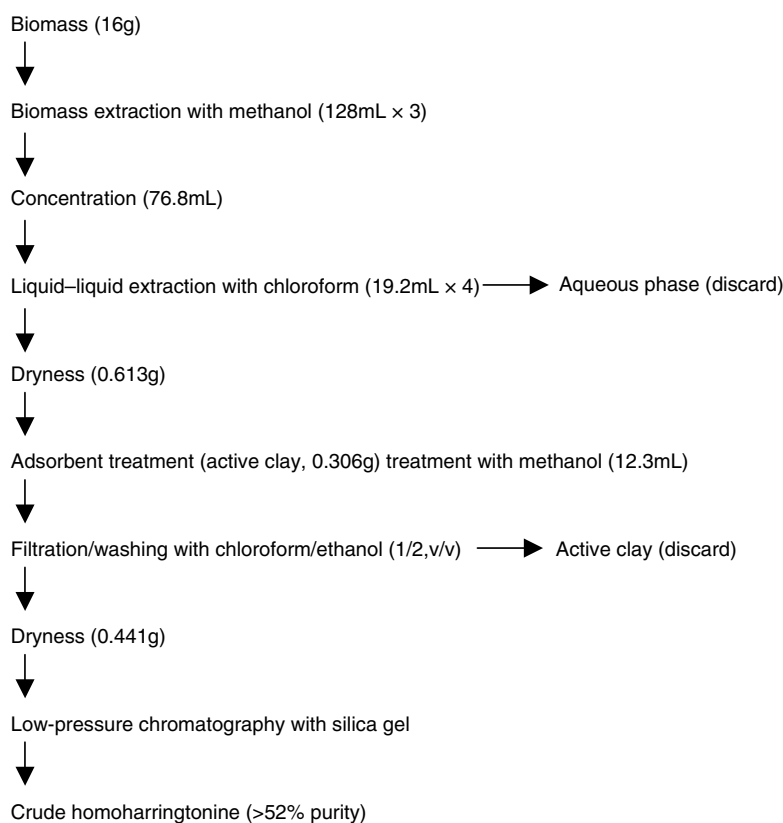 Biomass (16g)
Biomass extraction with methanol (128mL × 3)
Concentration (76.8mL)
Liquid–liquid extraction with chloroform (19.2mL × 4) Aqueous phase (discard)
Dryness (0.613g)
Adsorbent treatment (active clay, 0.306g) treatment with methanol (12.3mL)
Filtration/washing with chloroform/ethanol (1/2,v/v) Active clay (discard)
Dryness (0.441g)
Low-pressure chromatography with silica gel
Crude homoharringtonine (>52% purity)